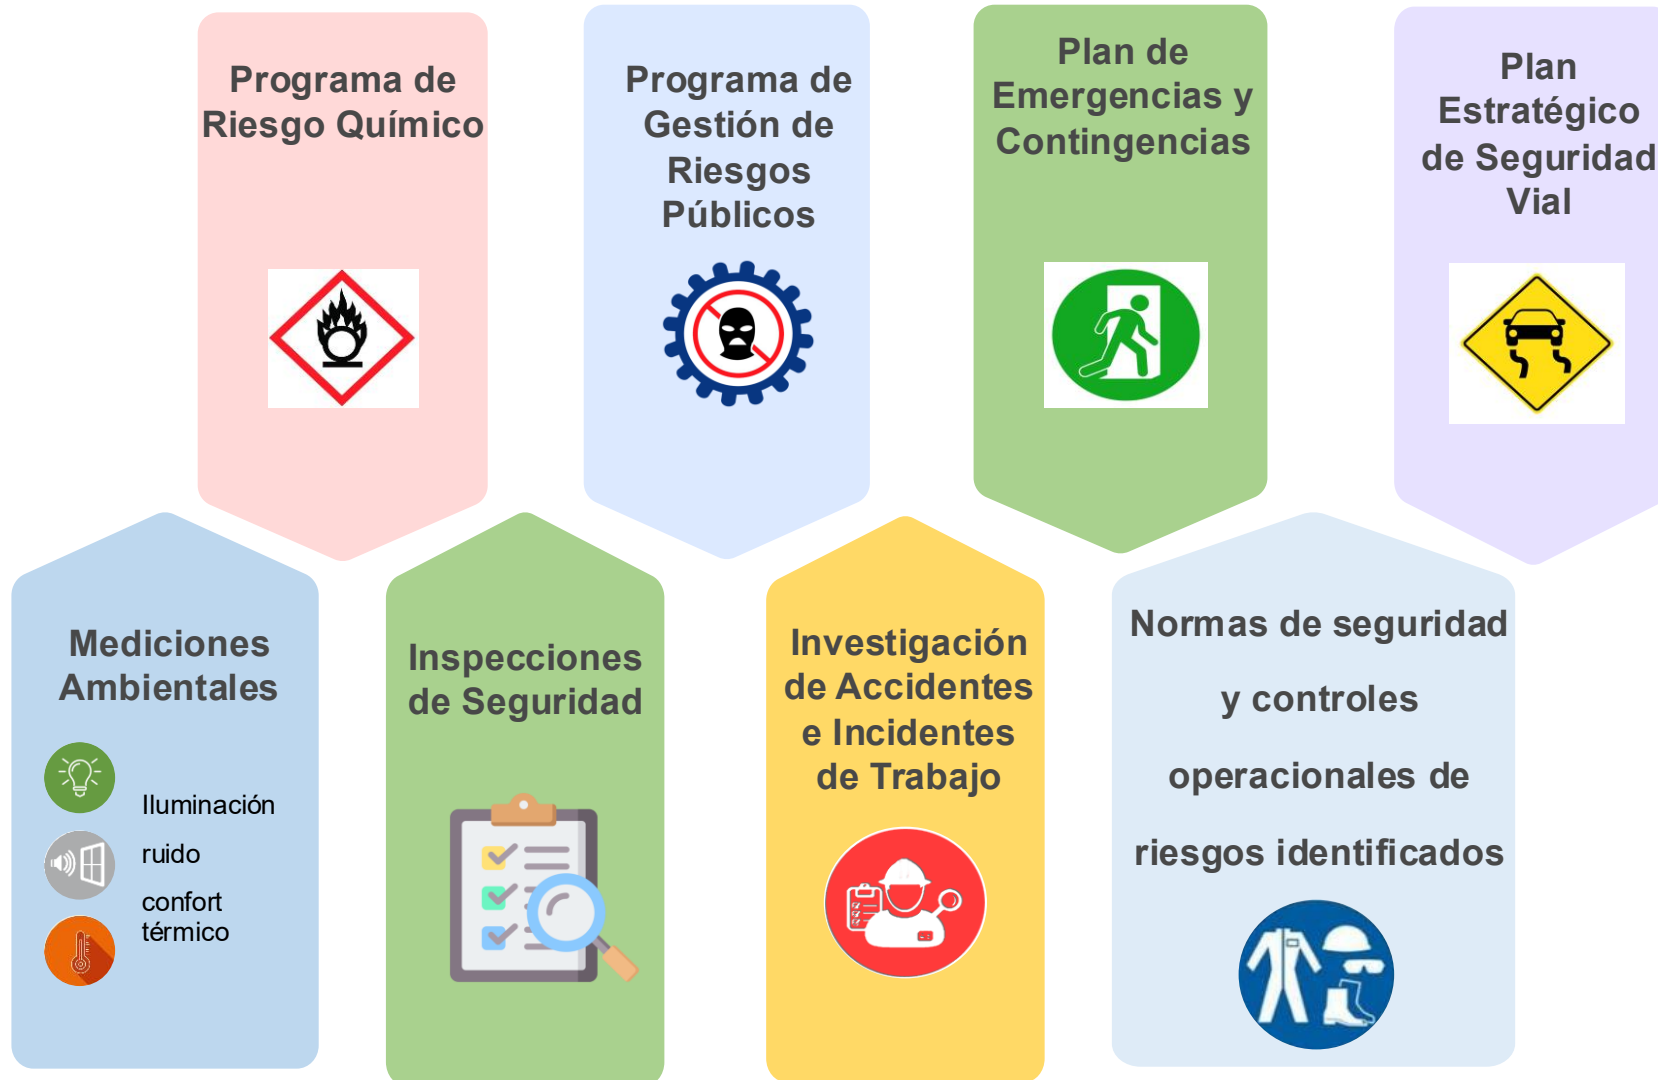 Programa de
Riesgo Químico
Programa de
Gestión de
Riesgos
Públicos
Plan de
Emergencias y
Contingencias
Plan
Estratégico
de Seguridad
Vial
Mediciones
Ambientales
Iluminación
ruido
confort
térmico
Inspecciones
de Seguridad
Investigación
de Accidentes
e Incidentes
de Trabajo
Normas de seguridad
y controles
operacionales de
riesgos identificados